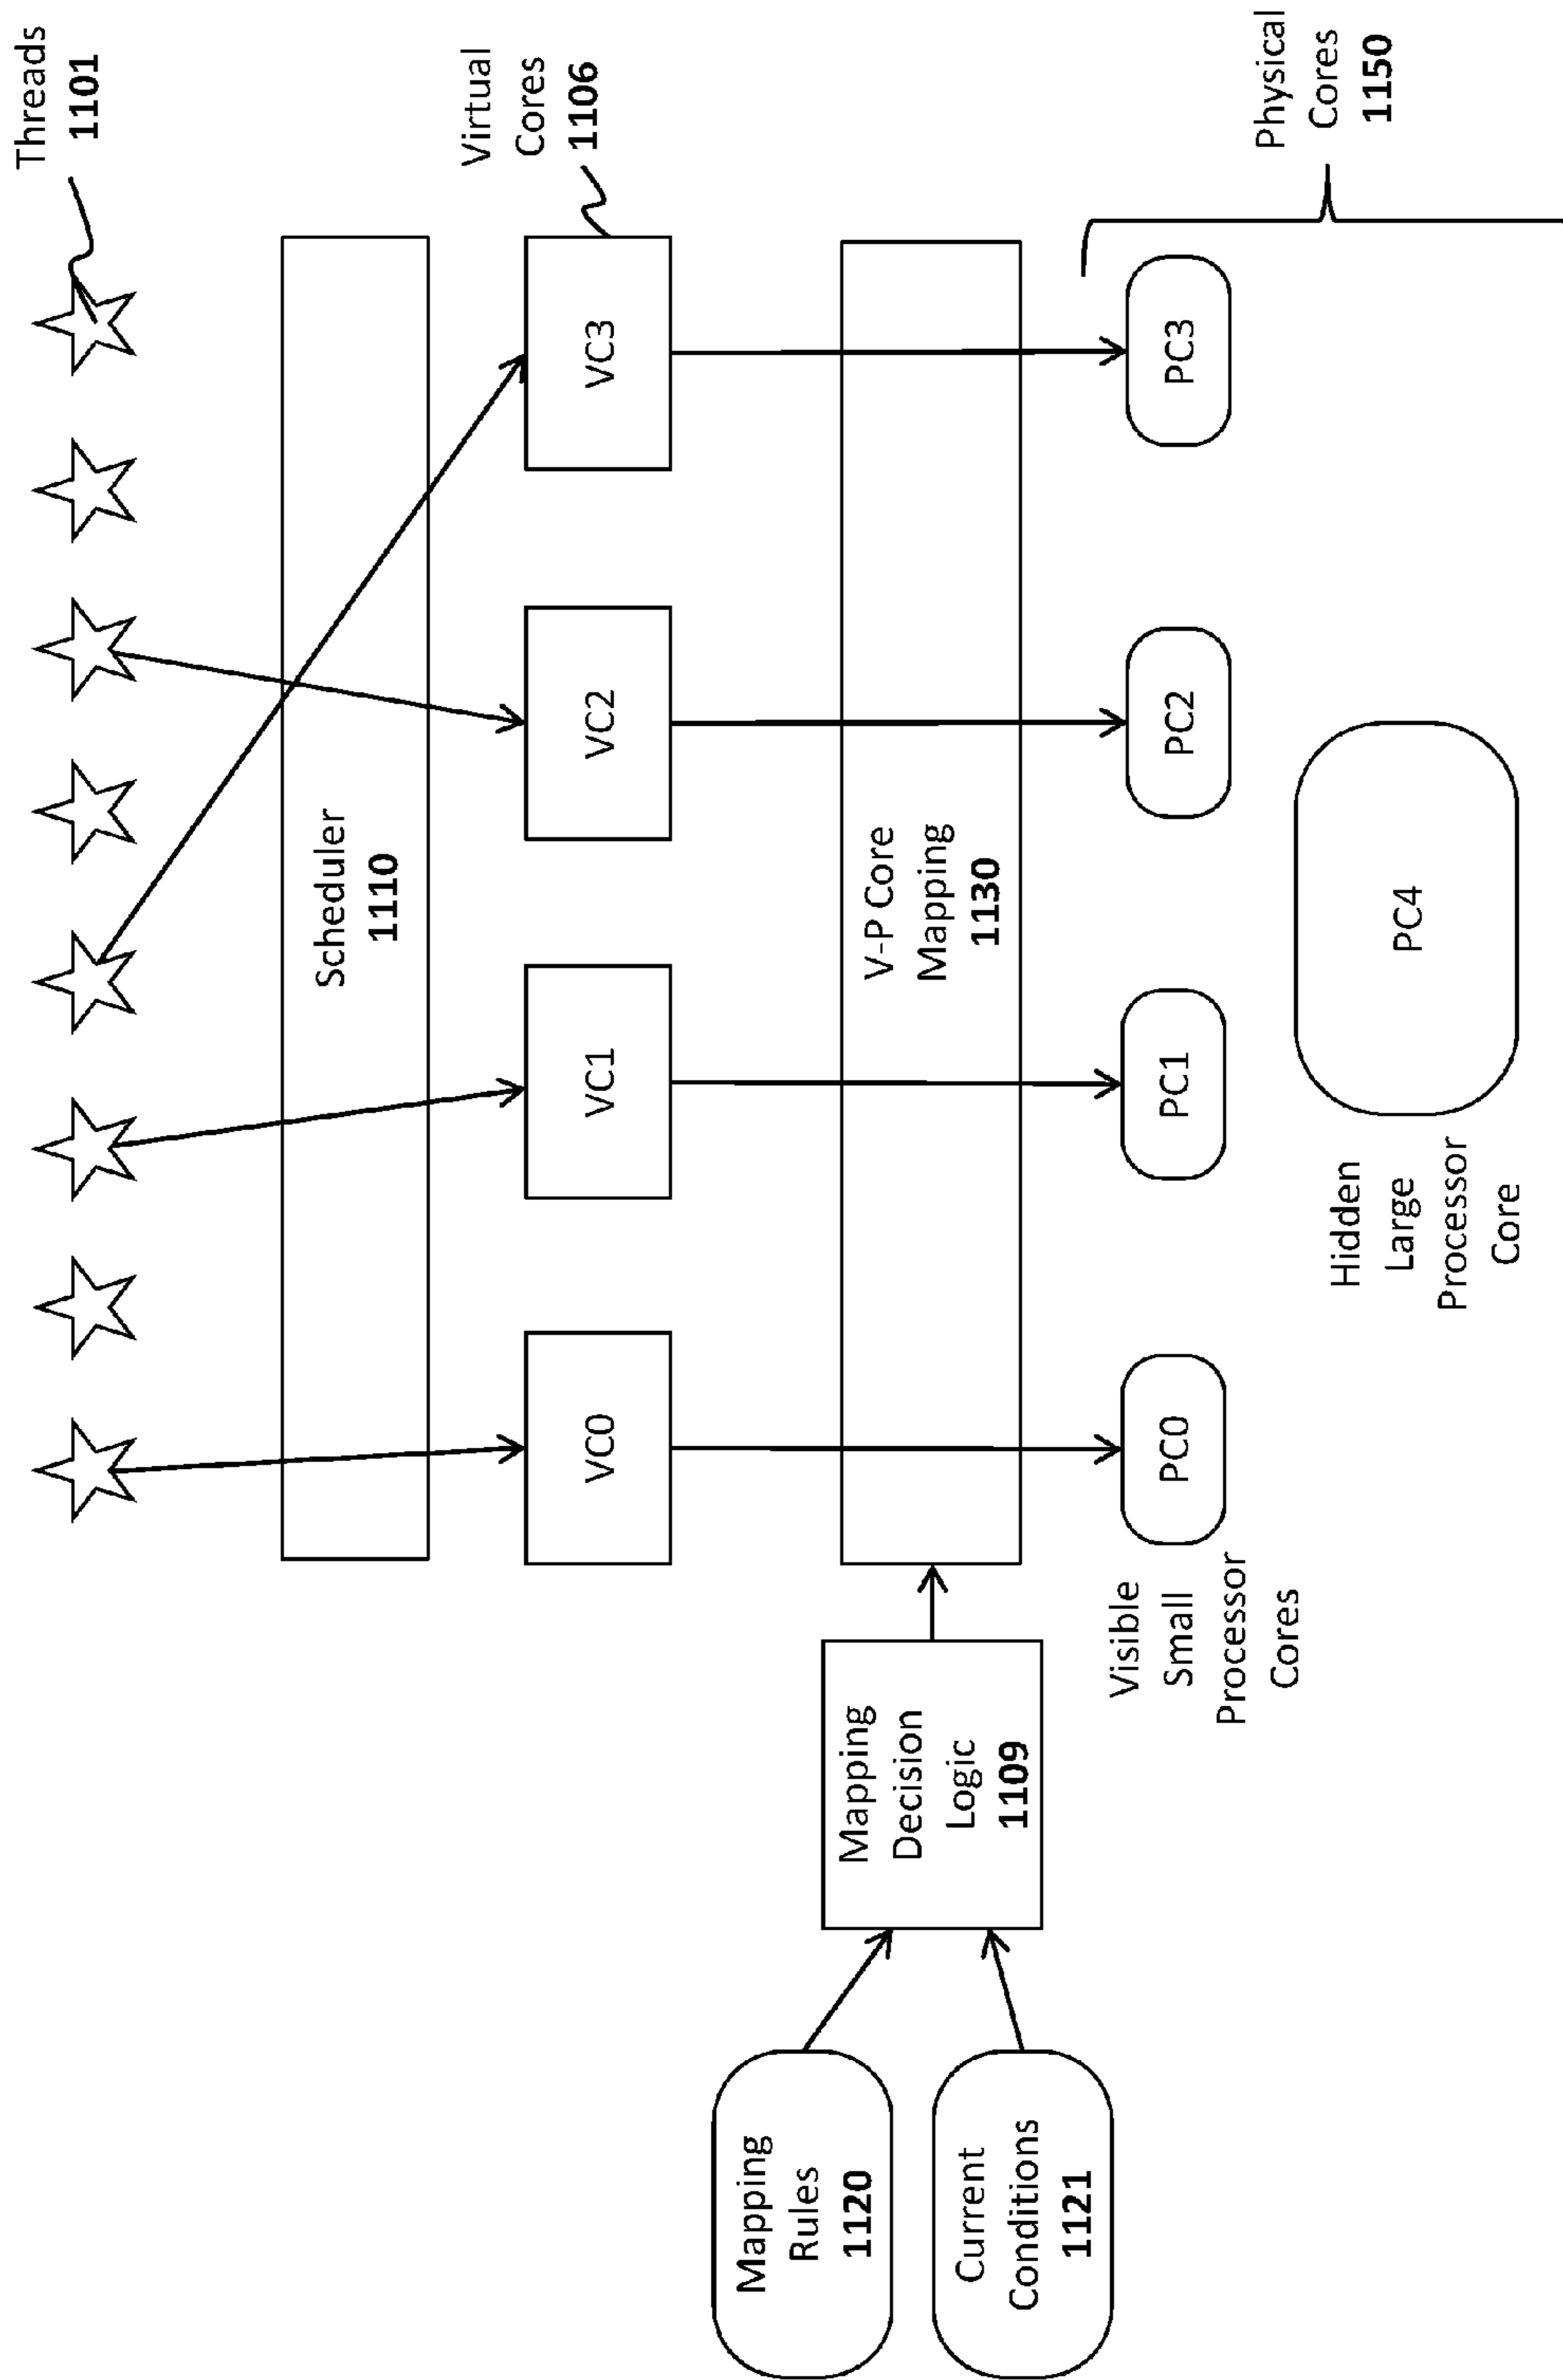 Threads
1101
Scheduler
1110
Virtual
Cores
1106
VC0
VC1
VC2
VC3
Mapping
Rules
1120
Current
Conditions
1121
Mapping
Decision
Logic
1109
V-P Core
Mapping
1130
Visible
Small
Processor
Cores
PC0
PC1
PC2
PC3
Physical
Cores
1150
Hidden
Large
Processor
Core
PC4